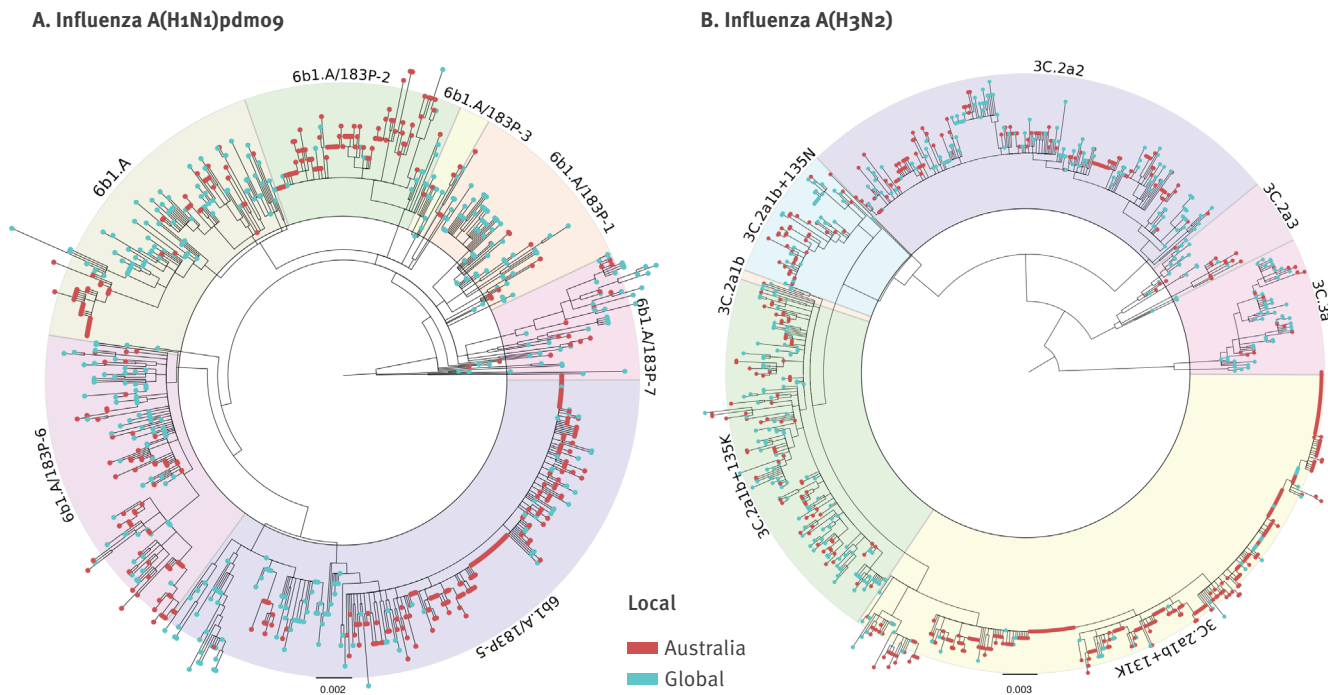 A. Influenza A(H1N1)pdm09
B. Influenza A(H3N2)
6b1.A/183P-2
6b1.A/183P-3
6b1.A/183P-1
6b1.A
6b1.A/183P-7
6b1.A/183P-6
6b1.A/183P-5
0.002
3C.2a2
3C.2a1b+135N
3C.2a3
3C.2a1b
3C.3a
3C.2a1b+135K
3C.2a1b+131K
0.003
Local
Australia
Global